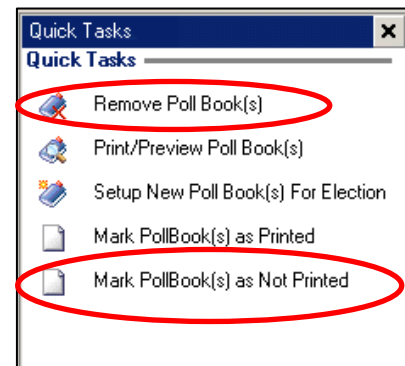 Quick Tasks
Quick Tasks
Remove Poll Book(s)
Print/Preview Poll Book(s)
Setup New Poll Book(s) For Election
Mark PollBook(s) as Printed
Mark PollBook(s) as Not Printed